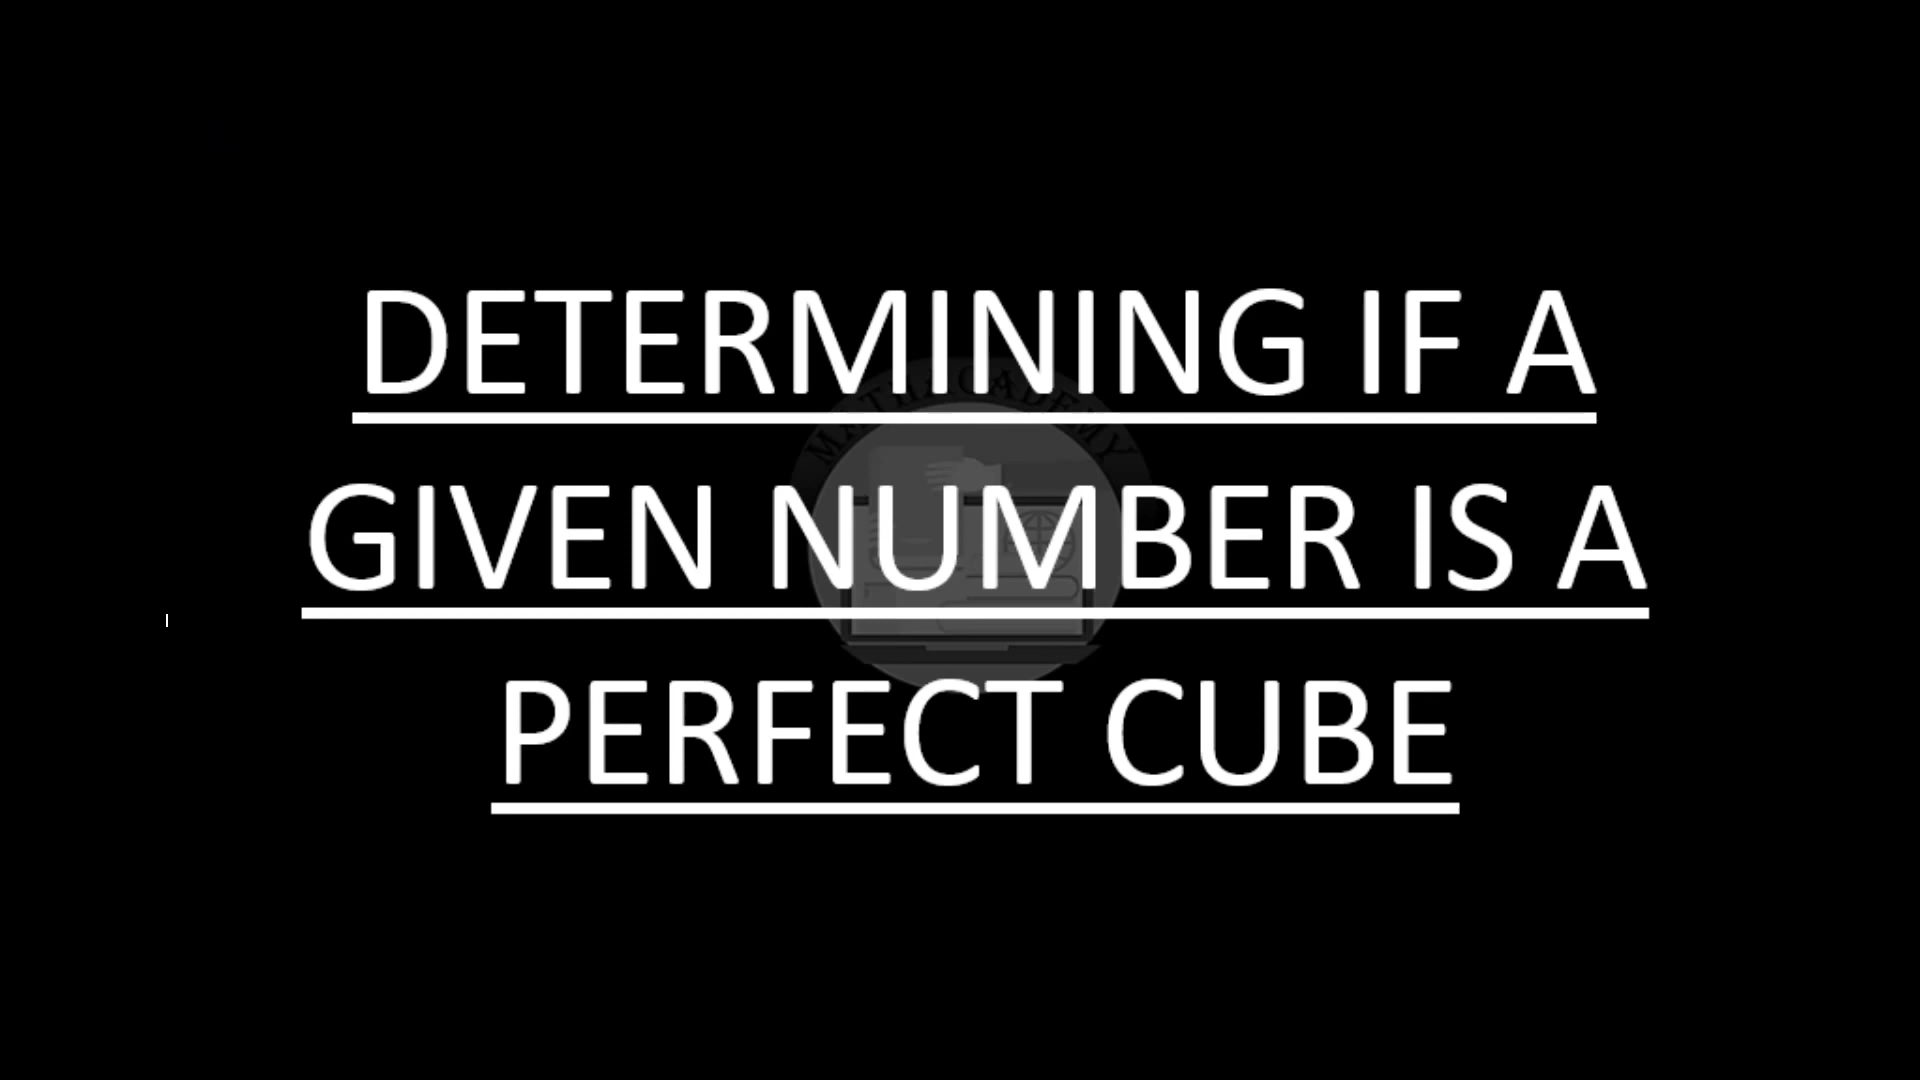 DETERMINING IF A
GIVEN NUMBER IS A
PERFECT CUBE